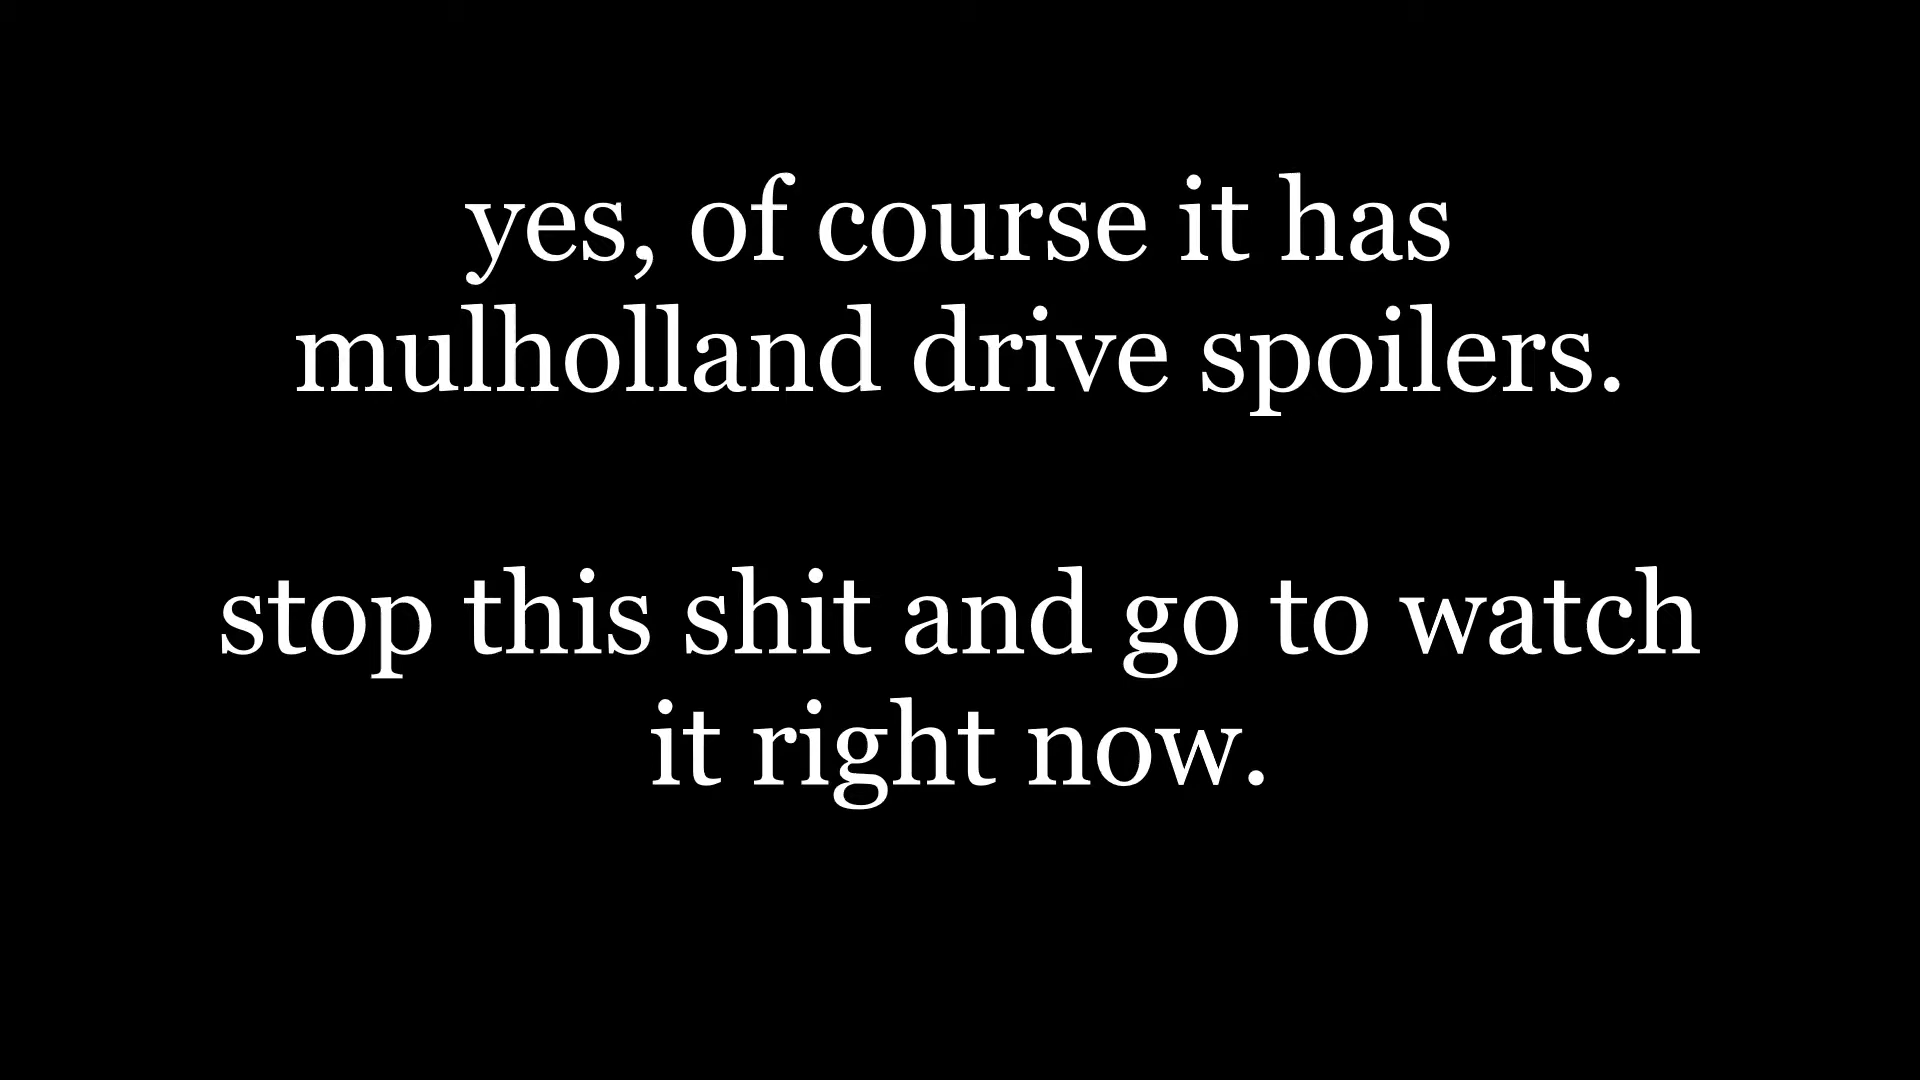 yes, of course it has
mulholland drive spoilers.
stop this shit and go to watch
it right now.